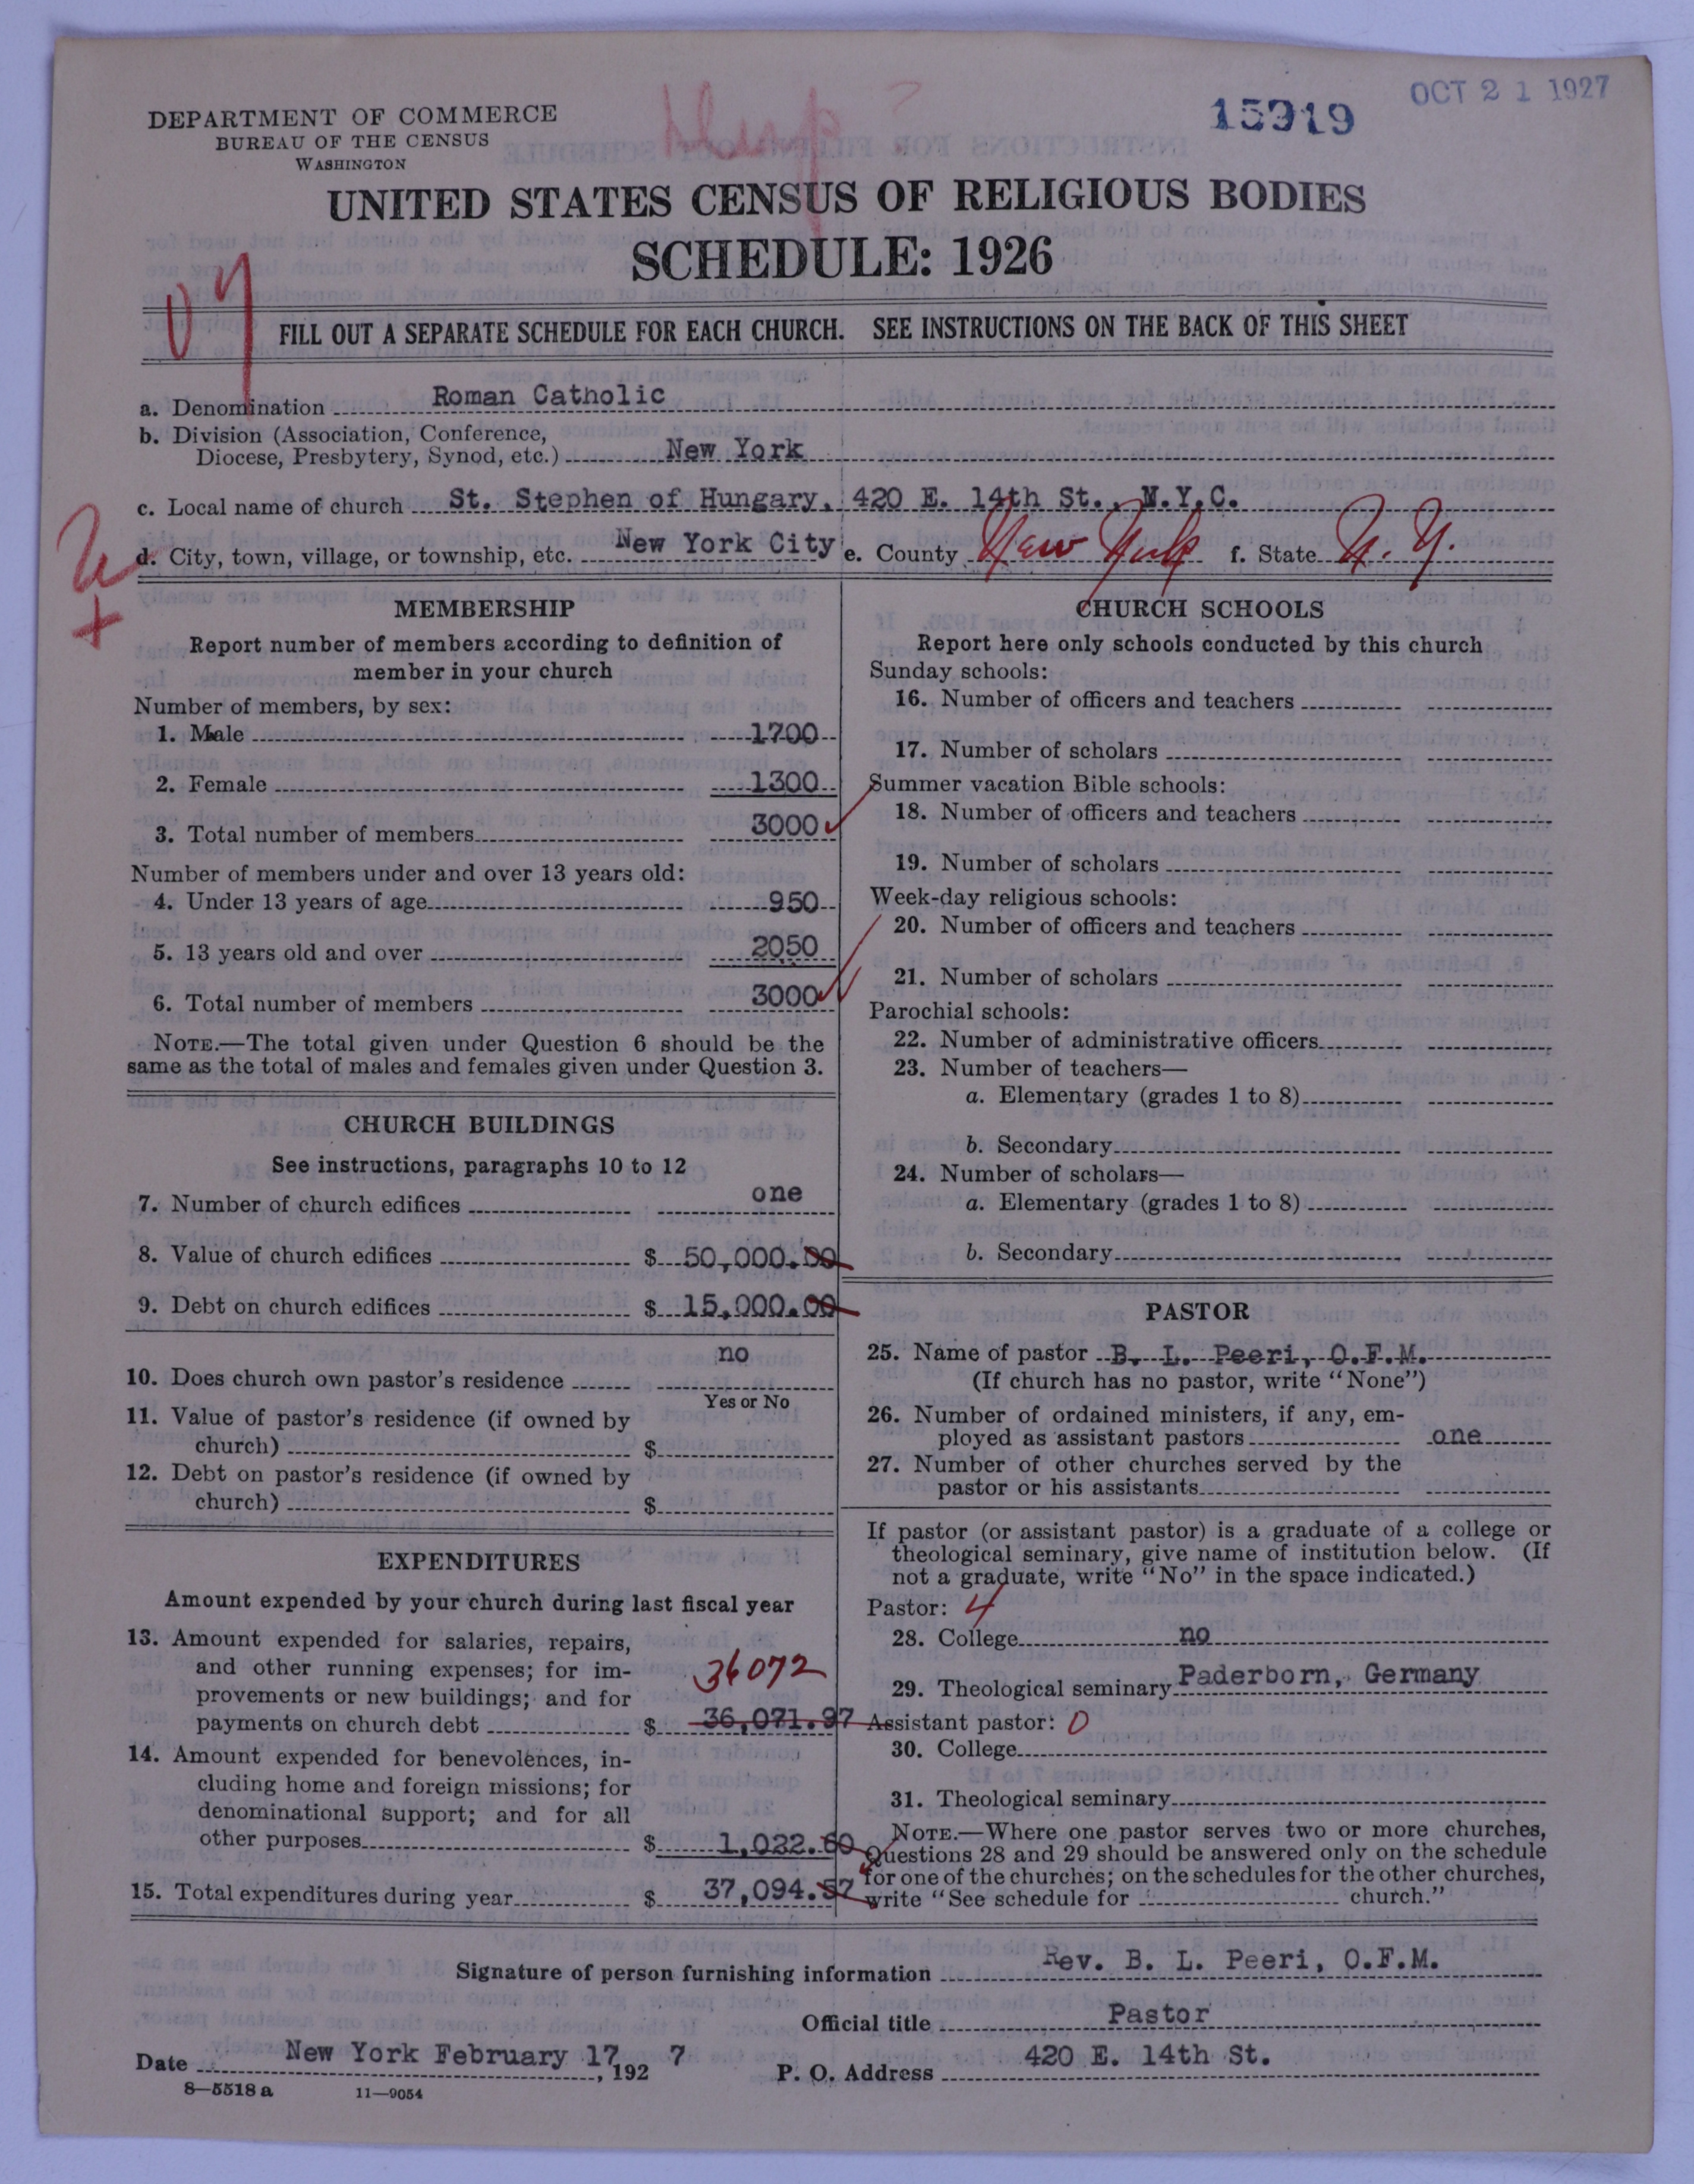 DEPARTMENT OF COMMERCE
BUREAU OF THE CENSUS
WASHINGTON
15919
OCT 21 1927
UNITED STATES CENSUS OF RELIGIOUS BODIES
SCHEDULE: 1926
FILL OUT A SEPARATE SCHEDULE FOR EACH CHURCH. SEE INSTRUCTIONS ON THE BACK OF THIS SHEET
a. Denomination Roman Catholic
b. Division (Association, Conference,
Diocese, Presbytery, Synod, etc.) New York
c. Local name of church St. Stephen of Hungary, 420 E. 14th St., N.Y.C.
d. City, town, village, or township, etc. New York City e. County New York f. State N. Y.
MEMBERSHIP
Report number of members according to definition of
member in your church
Number of members, by sex:
1. Male 1700
2. Female 1300
3. Total number of members 3000
Number of members under and over 13 years old:
4. Under 13 years of age 950
5. 13 years old and over 2050
6. Total number of members 3000
NOTE.—The total given under Question 6 should be the
same as the total of males and females given under Question 3.
CHURCH BUILDINGS
See instructions, paragraphs 10 to 12
7. Number of church edifices one
8. Value of church edifices $ 50,000.00
9. Debt on church edifices $ 15,000.00
10. Does church own pastor's residence no
Yes or No
11. Value of pastor's residence (if owned by
church) $
12. Debt on pastor's residence (if owned by
church) $
EXPENDITURES
Amount expended by your church during last fiscal year
13. Amount expended for salaries, repairs,
and other running expenses; for im-
36072
provements or new buildings; and for
payments on church debt $ 36,071.97
14. Amount expended for benevolences, in-
cluding home and foreign missions; for
denominational support; and for all
other purposes $ 1,022.60
15. Total expenditures during year $ 37,094.57
CHURCH SCHOOLS
Report here only schools conducted by this church
Sunday schools:
16. Number of officers and teachers
17. Number of scholars
Summer vacation Bible schools:
18. Number of officers and teachers
19. Number of scholars
Week-day religious schools:
20. Number of officers and teachers
21. Number of scholars
Parochial schools:
22. Number of administrative officers
23. Number of teachers—
a. Elementary (grades 1 to 8)
b. Secondary
24. Number of scholars—
a. Elementary (grades 1 to 8)
b. Secondary
PASTOR
25. Name of pastor B. L. Peeri, O.F.M.
(If church has no pastor, write "None")
26. Number of ordained ministers, if any, em-
ployed as assistant pastors one
27. Number of other churches served by the
pastor or his assistants
If pastor (or assistant pastor) is a graduate of a college or
theological seminary, give name of institution below. (If
not a graduate, write "No" in the space indicated.)
Pastor: 4
28. College no
29. Theological seminary Paderborn, Germany
Assistant pastor: 0
30. College
31. Theological seminary
NOTE.—Where one pastor serves two or more churches,
Questions 28 and 29 should be answered only on the schedule
for one of the churches; on the schedules for the other churches,
write "See schedule for church."
Signature of person furnishing information Rev. B. L. Peeri, O.F.M.
Official title Pastor
Date New York February 17, 1927
P. O. Address 420 E. 14th St.
8—5518 a 11—9054